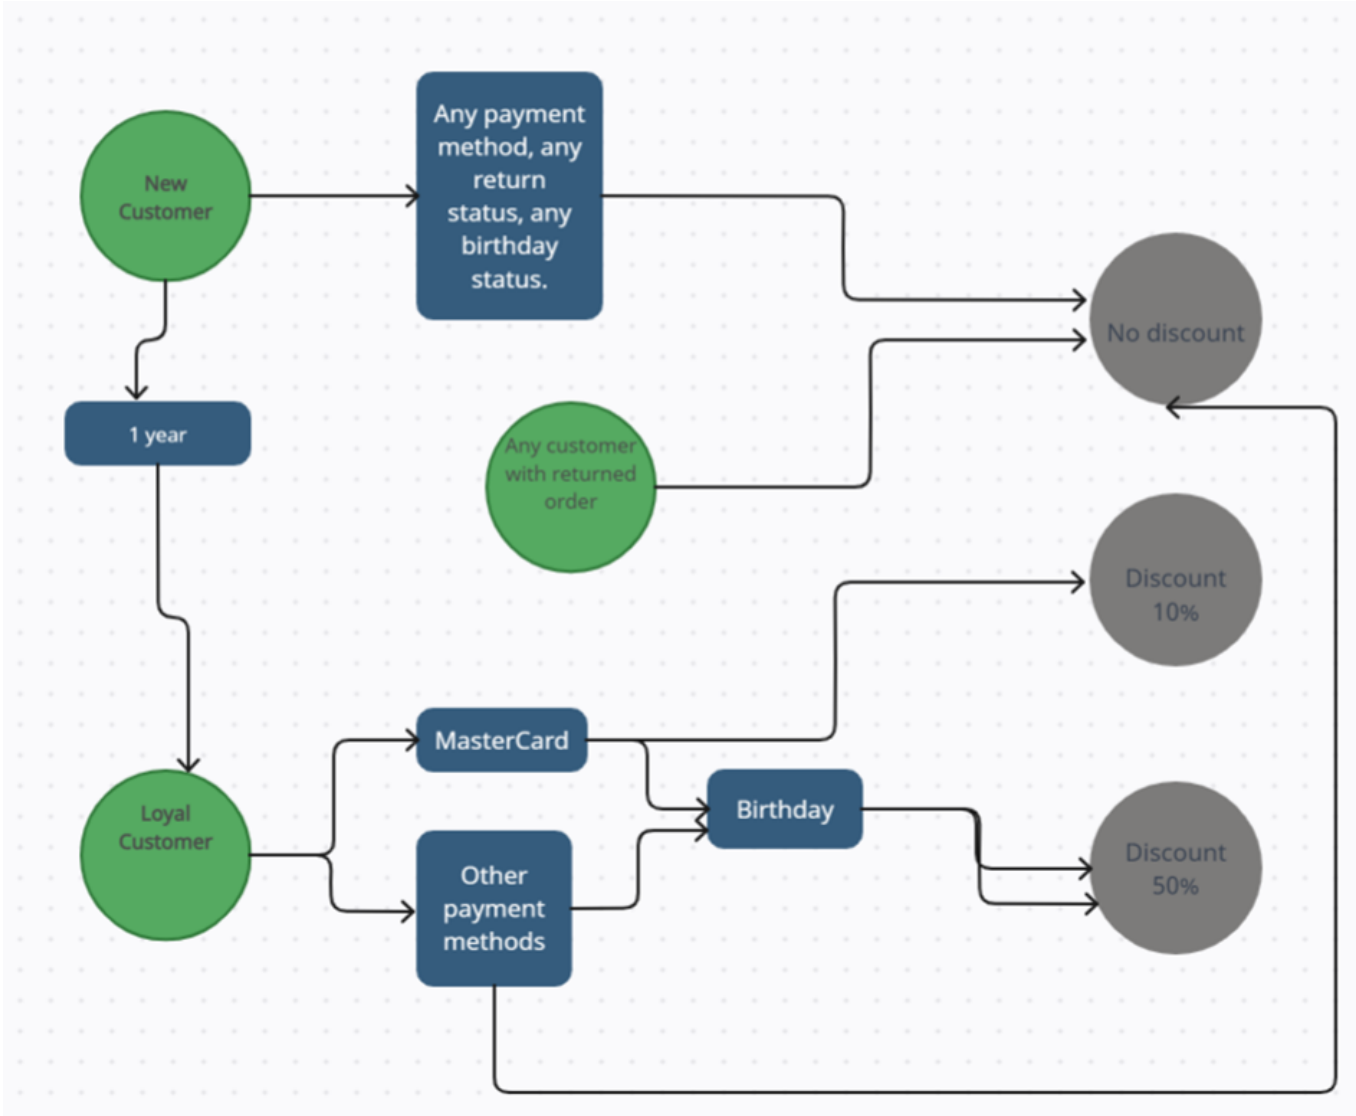 New
Customer
Any payment
method, any
return
status, any
birthday
status.
No discount
1 year
Any customer
with returned
order
Discount
10%
MasterCard
Loyal
Customer
Birthday
Other
payment
methods
Discount
50%